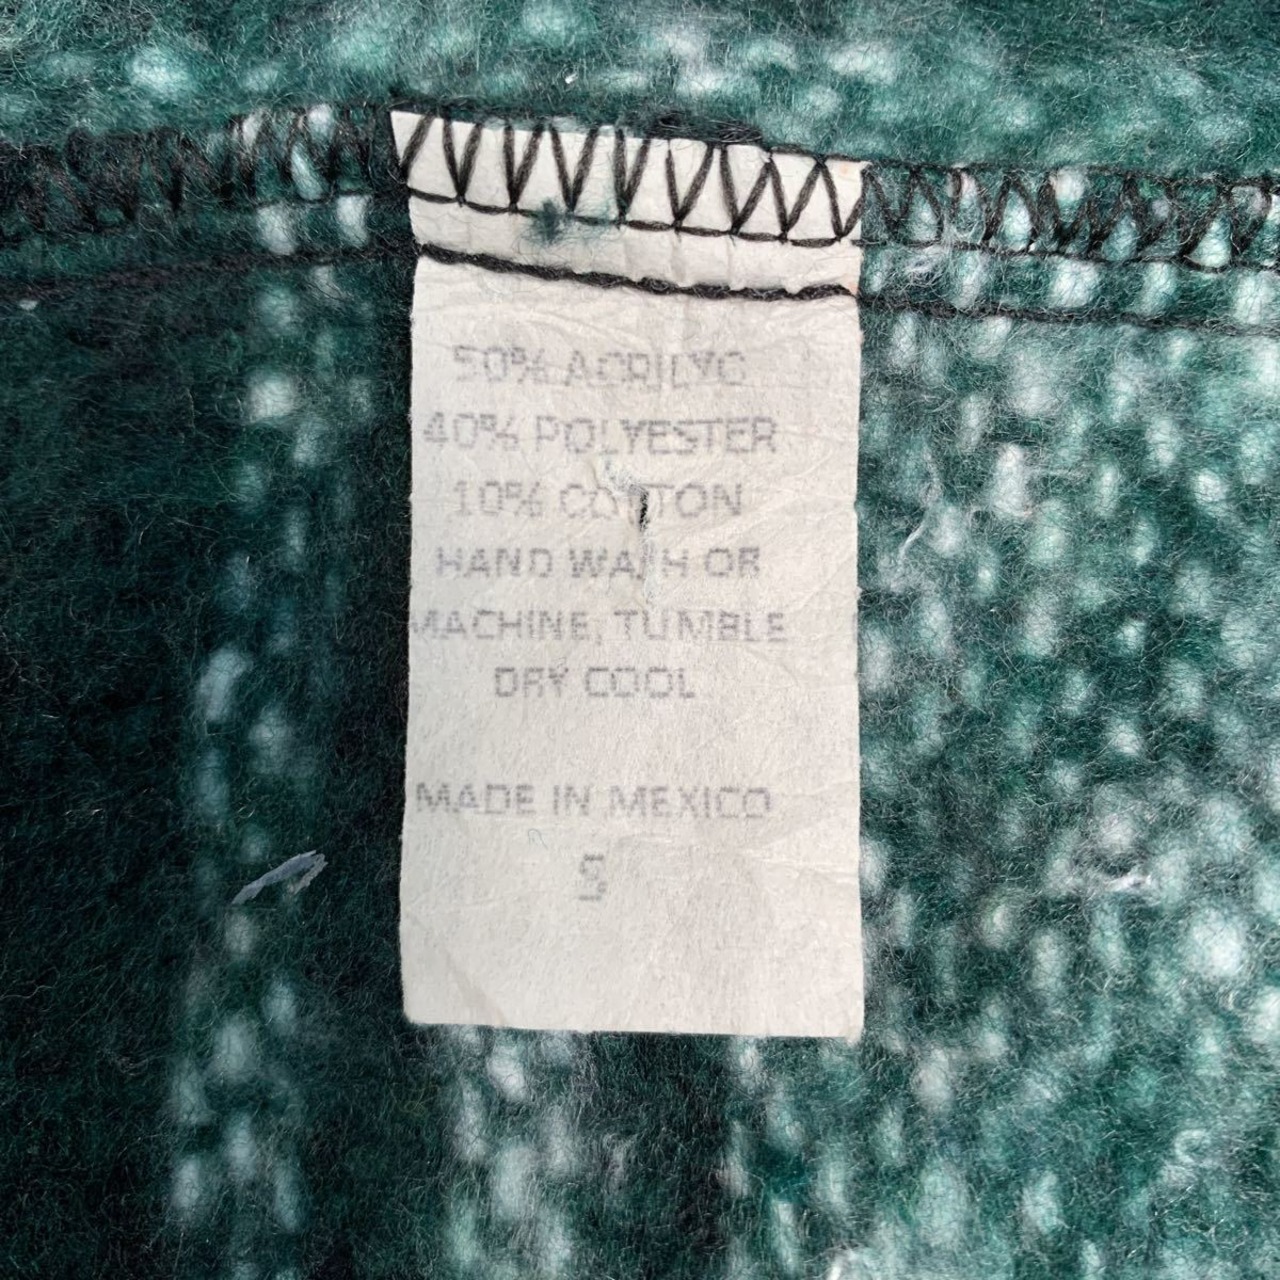 50% ACRILYC
40% POLYESTER
10% COTTON
HAND WASH OR
MACHINE, TUMBLE
DRY COOL
MADE IN MEXICO
S